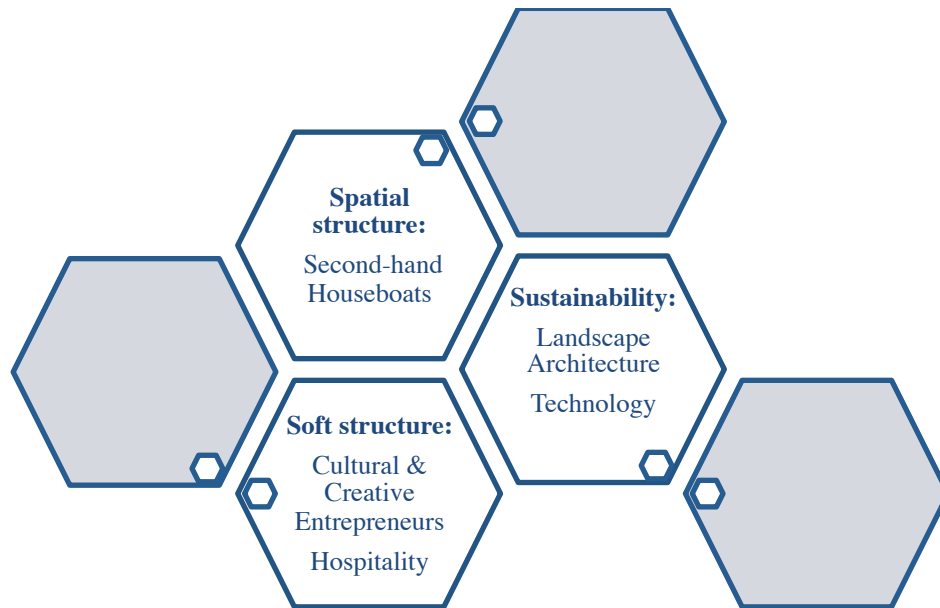 Spatial
structure:
Second-hand
Houseboats
Sustainability:
Landscape
Architecture
Technology
Soft structure:
Cultural &
Creative
Entrepreneurs
Hospitality